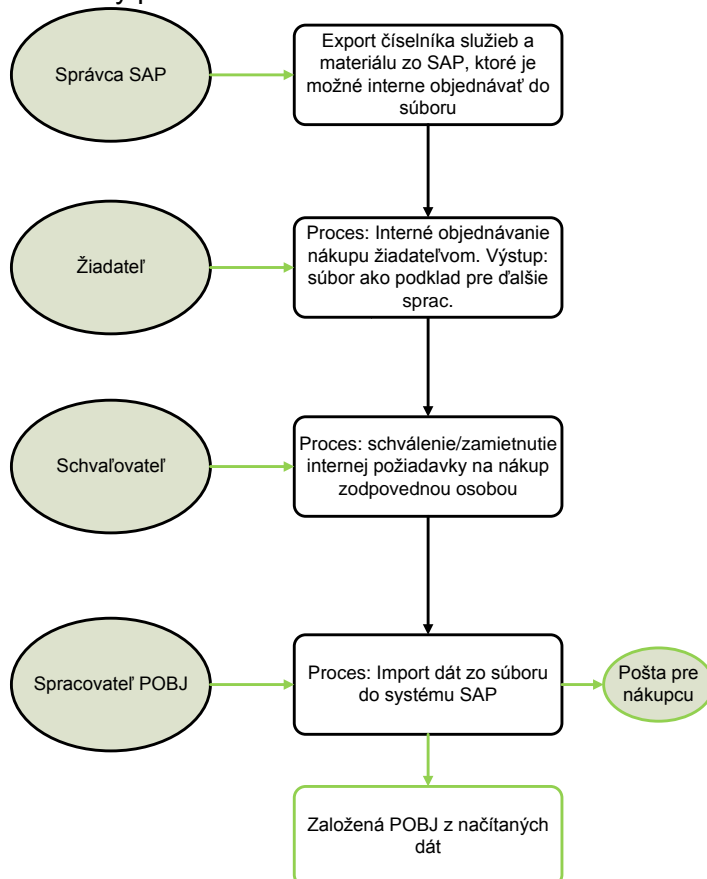 Správca SAP
Export číselníka služieb a
materiálu zo SAP, ktoré je
možné interne objednávať do
súboru
Žiadateľ
Proces: Interné objednávanie
nákupu žiadateľvom. Výstup:
súbor ako podklad pre ďalšie
sprac.
Schvaľovateľ
Proces: schválenie/zamietnutie
internej požiadavky na nákup
zodpovednou osobou
Spracovateľ POBJ
Proces: Import dát zo súboru
do systému SAP
Pošta pre
nákupcu
Založená POBJ z načítaných
dát